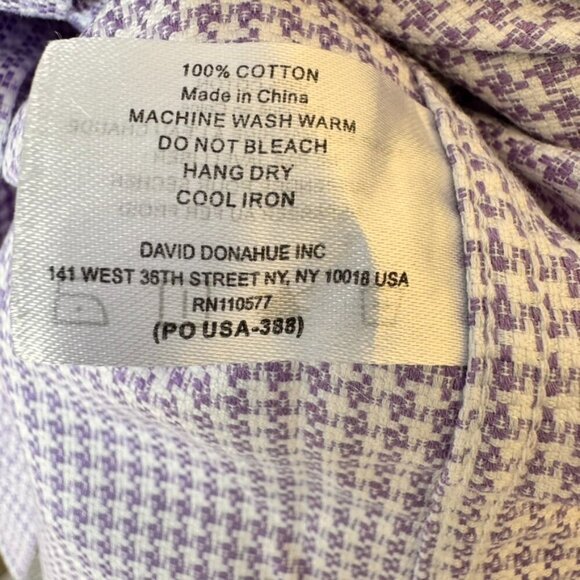 100% COTTON
Made in China
MACHINE WASH WARM
DO NOT BLEACH
HANG DRY
COOL IRON
DAVID DONAHUE INC
141 WEST 36TH STREET NY, NY 10018 USA
RN110577
(PO USA-388)